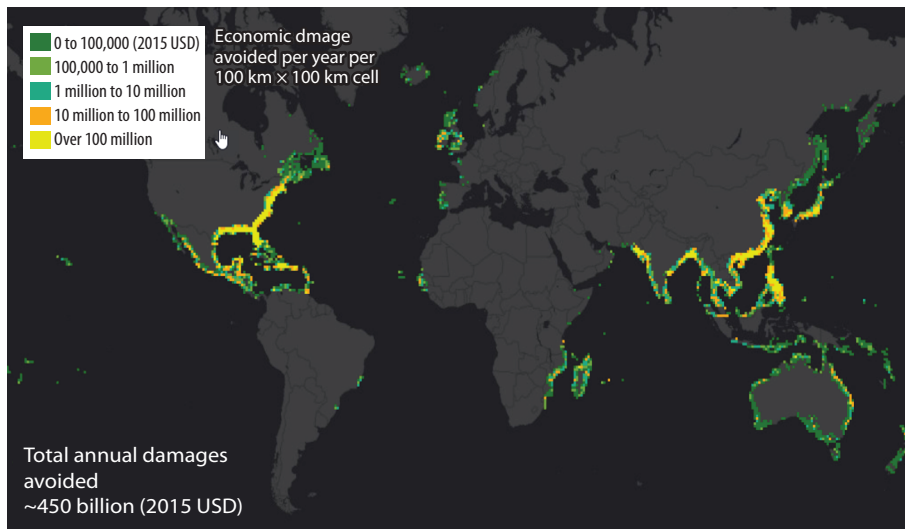 0 to 100,000 (2015 USD)
100,000 to 1 million
1 million to 10 million
10 million to 100 million
Over 100 million
Economic dmage
avoided per year per
100 km × 100 km cell
Total annual damages
avoided
~450 billion (2015 USD)